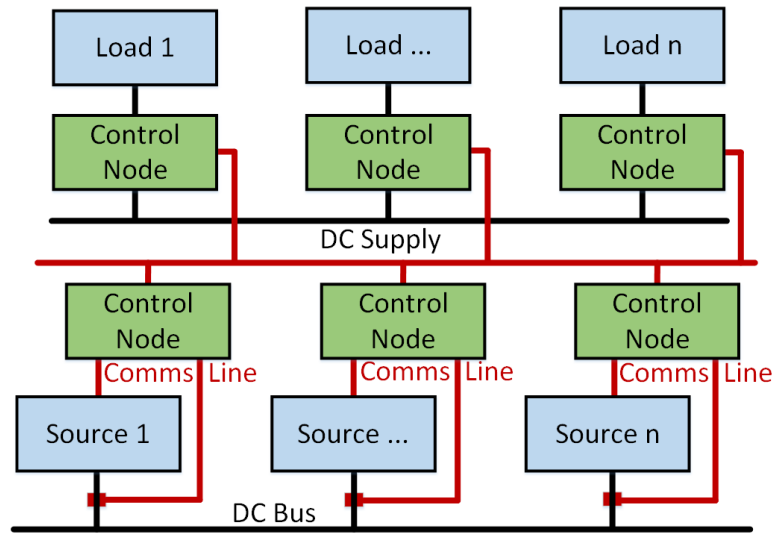 Load 1
Load ...
Load n
Control
Node
Control
Node
Control
Node
DC Supply
Control
Node
Control
Node
Control
Node
Comms Line
Comms Line
Comms Line
Source 1
Source ...
Source n
DC Bus